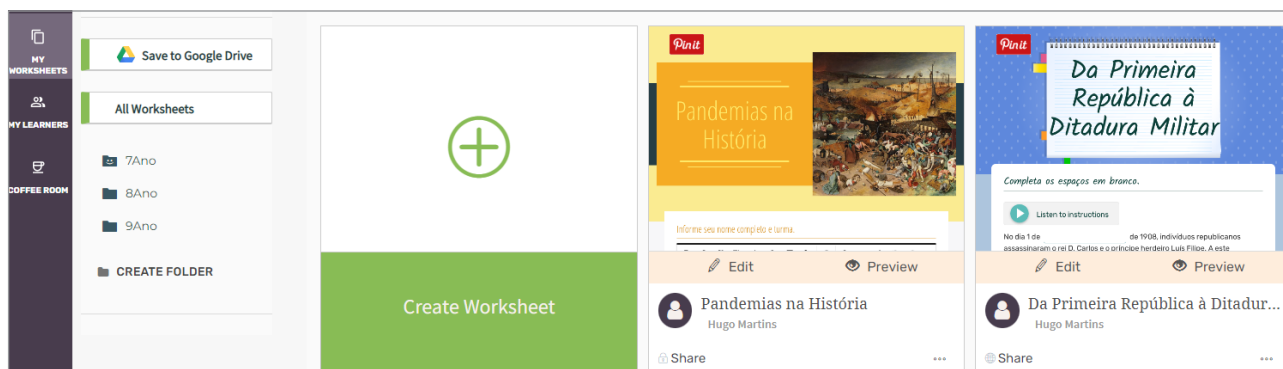 MY
WORKSHEETS
MY LEARNERS
COFFEE ROOM
Save to Google Drive
All Worksheets
7Ano
8Ano
9Ano
CREATE FOLDER
Create Worksheet
Pinit
Pandemias na
História
Informe seu nome completo e turma.
Edit
Preview
Pandemias na História
Hugo Martins
Share
Pinit
Da Primeira
República à
Ditadura Militar
Completa os espaços em branco.
Listen to instructions
No dia 1 de de 1908, indivíduos republicanos
assassinaram o rei D. Carlos e o príncipe herdeiro Luís Filipe. A este
Edit
Preview
Da Primeira República à Ditadur...
Hugo Martins
Share